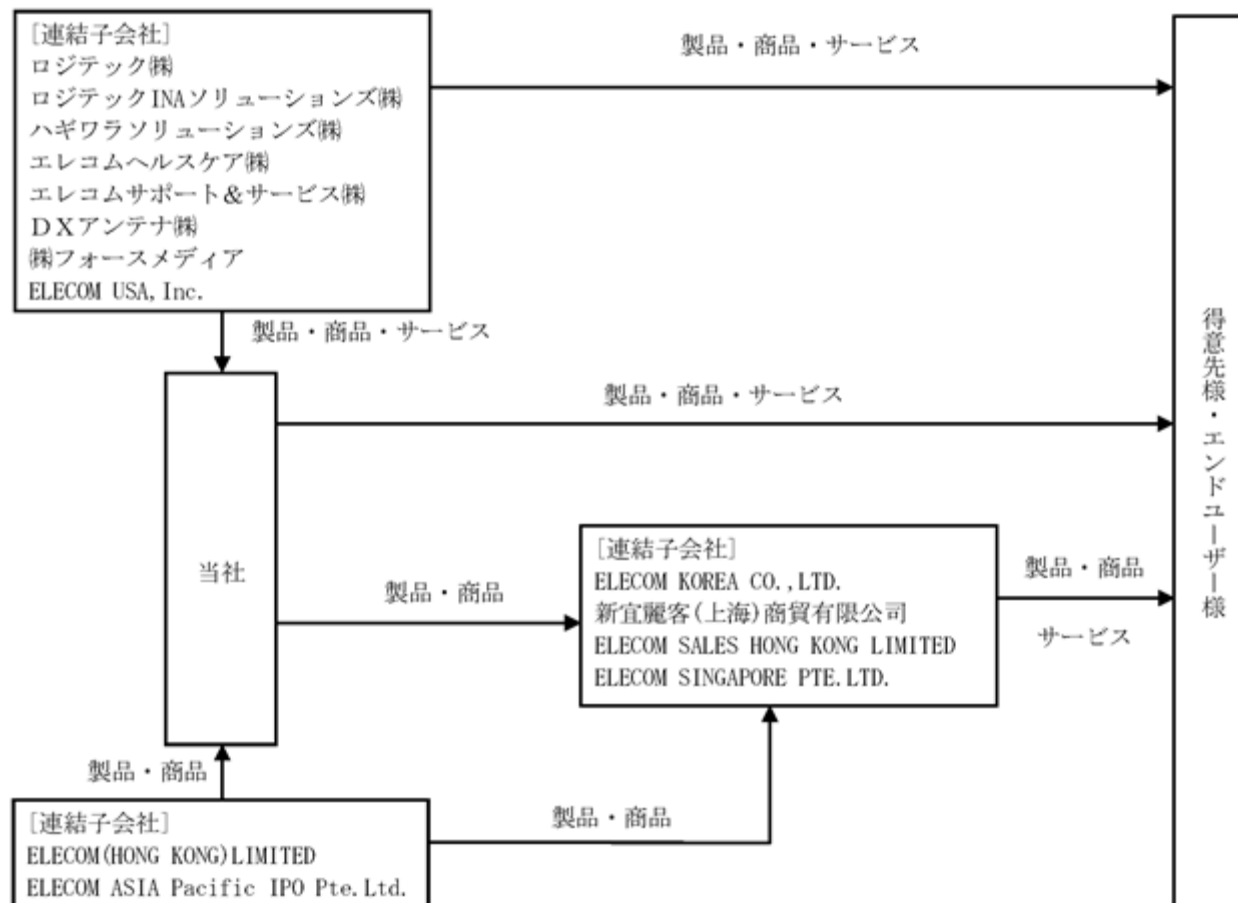 [連結子会社]
ロジテック㈱
ロジテックINAソリューションズ㈱
ハギワラソリューションズ㈱
エレコムヘルスケア㈱
エレコムサポート＆サービス㈱
ＤＸアンテナ㈱
㈱フォースメディア
ELECOM USA,Inc.
製品・商品・サービス
製品・商品・サービス
当社
製品・商品・サービス
製品・商品
[連結子会社]
ELECOM KOREA CO.,LTD.
新宜麗客(上海)商貿有限公司
ELECOM SALES HONG KONG LIMITED
ELECOM SINGAPORE PTE.LTD.
製品・商品
サービス
製品・商品
[連結子会社]
ELECOM(HONG KONG)LIMITED
ELECOM ASIA Pacific IPO Pte.Ltd.
製品・商品
得意先様・エンドユーザー様